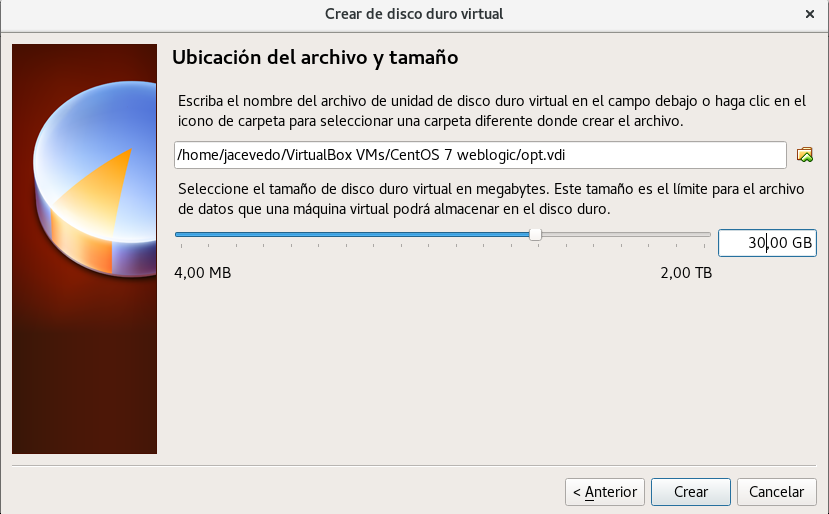 Crear de disco duro virtual
Ubicación del archivo y tamaño
Escriba el nombre del archivo de unidad de disco duro virtual en el campo debajo o haga clic en el
icono de carpeta para seleccionar una carpeta diferente donde crear el archivo.
/home/jacevedo/VirtualBox VMs/CentOS 7 weblogic/opt.vdi
Seleccione el tamaño de disco duro virtual en megabytes. Este tamaño es el límite para el archivo
de datos que una máquina virtual podrá almacenar en el disco duro.
30,00 GB
4,00 MB 2,00 TB
< Anterior Crear Cancelar